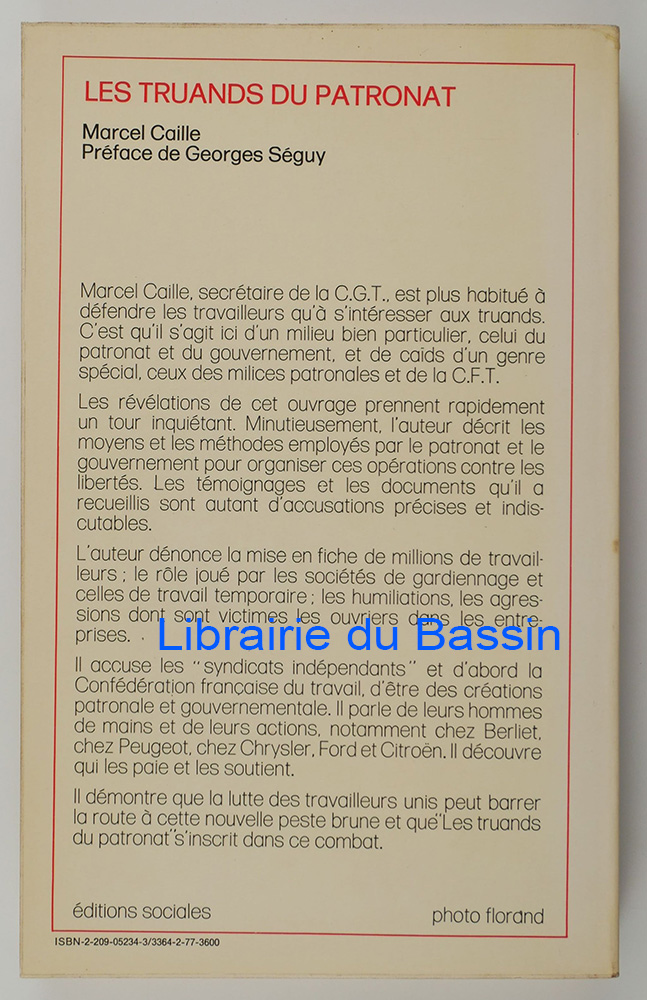 LES TRUANDS DU PATRONAT
Marcel Caille
Préface de Georges Séguy
Marcel Caille, secrétaire de la C.G.T., est plus habitué à
défendre les travailleurs qu'à s'intéresser aux truands.
C'est qu'il s'agit ici d'un milieu bien particulier, celui du
patronat et du gouvernement, et de caïds d'un genre
spécial, ceux des milices patronales et de la C.F.T.
Les révélations de cet ouvrage prennent rapidement
un tour inquiétant. Minutieusement, l'auteur décrit les
moyens et les méthodes employés par le patronat et le
gouvernement pour organiser ces opérations contre les
libertés. Les témoignages et les documents qu'il a
recueillis sont autant d'accusations précises et indis-
cutables.
L'auteur dénonce la mise en fiche de millions de travail-
leurs ; le rôle joué par les sociétés de gardiennage et
celles de travail temporaire ; les humiliations, les agres-
sions dont sont victimes les ouvriers dans les entre-
prises.
Librairie du Bassin
Il accuse les "syndicats indépendants" et d'abord la
Confédération française du travail, d'être des créations
patronale et gouvernementale. Il parle de leurs hommes
de mains et de leurs actions, notamment chez Berliet,
chez Peugeot, chez Chrysler, Ford et Citroën. Il découvre
qui les paie et les soutient.
Il démontre que la lutte des travailleurs unis peut barrer
la route à cette nouvelle peste brune et que "Les truands
du patronat" s'inscrit dans ce combat.
éditions sociales
photo florand
ISBN-2-209-05234-3/3364-2-77-3600